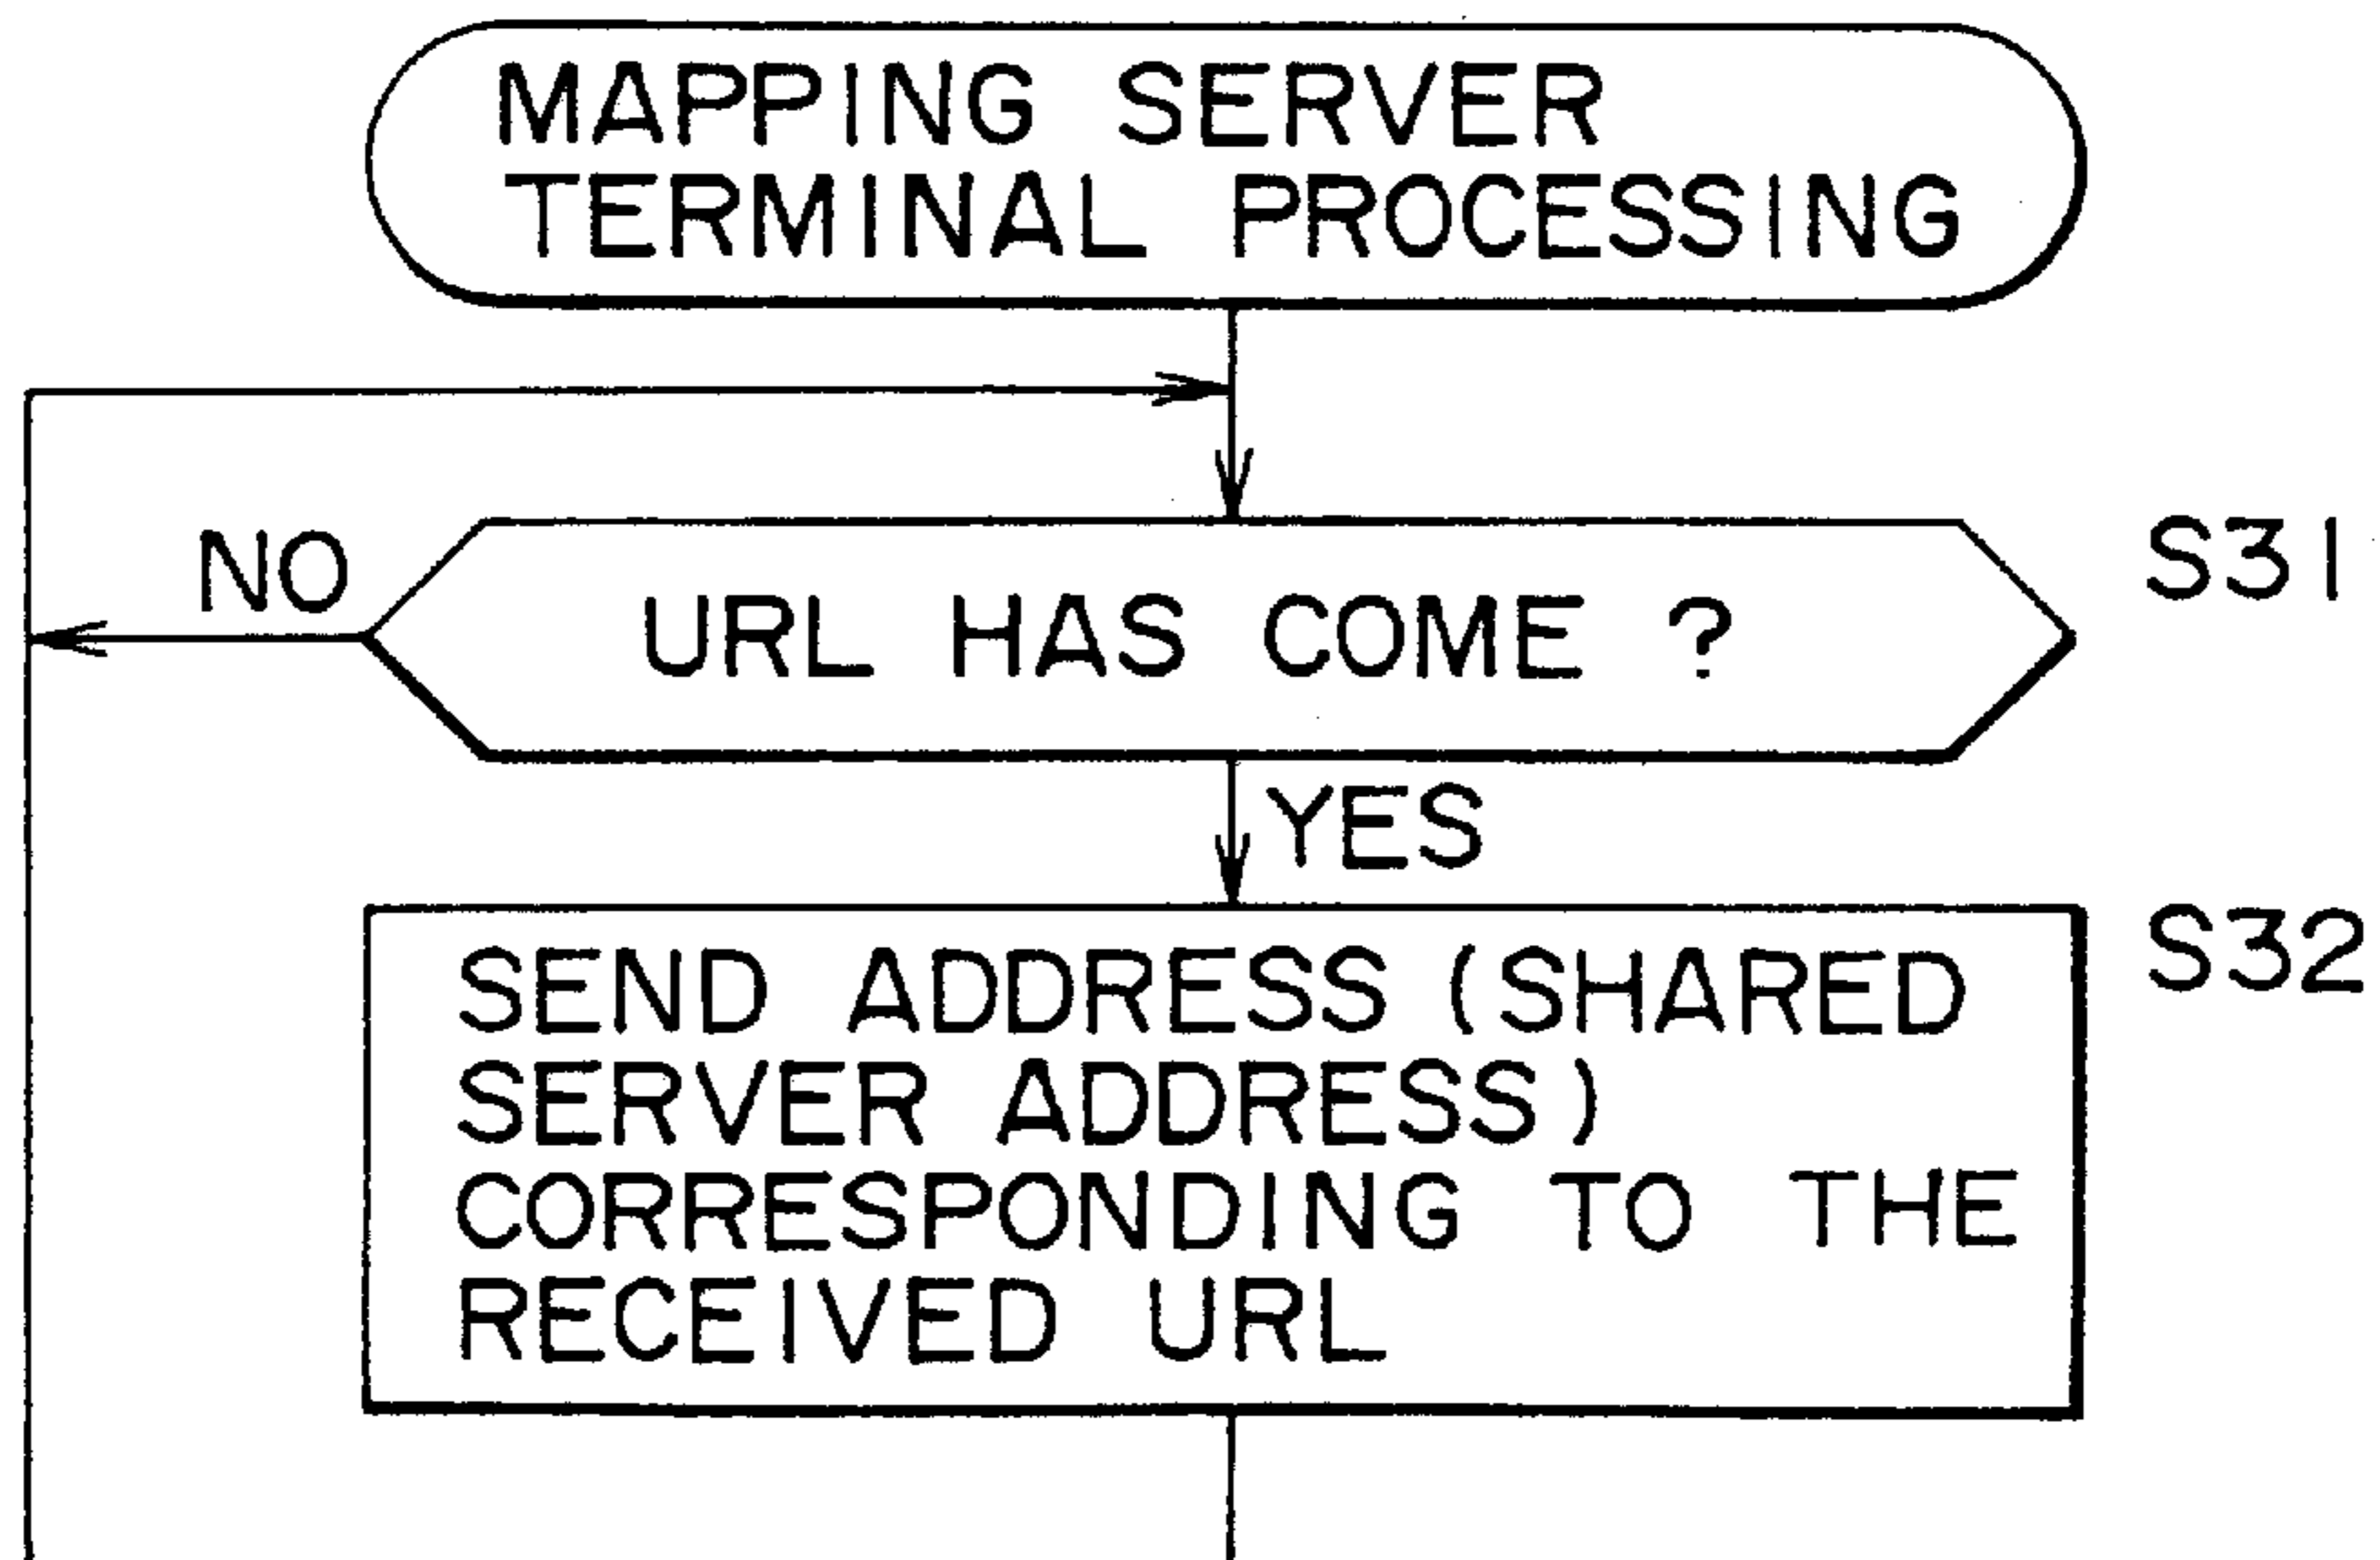 MAPPING SERVER
TERMINAL PROCESSING
NO
URL HAS COME ?
S31
YES
S32
SEND ADDRESS (SHARED
SERVER ADDRESS)
CORRESPONDING TO THE
RECEIVED URL